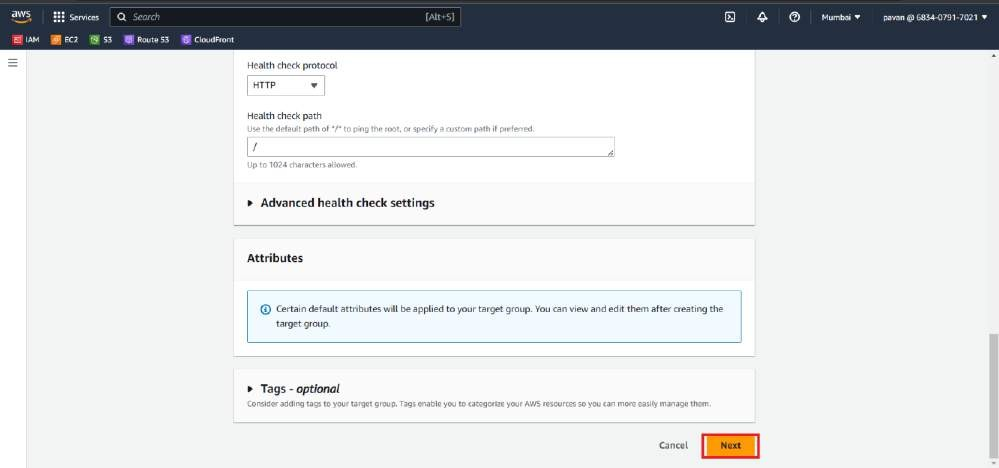 aws Services Search [Alt+S] Mumbai pavan @ 6834-0791-7021
IAM EC2 S3 Route 53 CloudFront
Health check protocol
HTTP
Health check path
Use the default path of "/" to ping the root, or specify a custom path if preferred.
/
Up to 1024 characters allowed.
Advanced health check settings
Attributes
Certain default attributes will be applied to your target group. You can view and edit them after creating the
target group.
Tags - optional
Consider adding tags to your target group. Tags enable you to categorize your AWS resources so you can more easily manage them.
Cancel Next